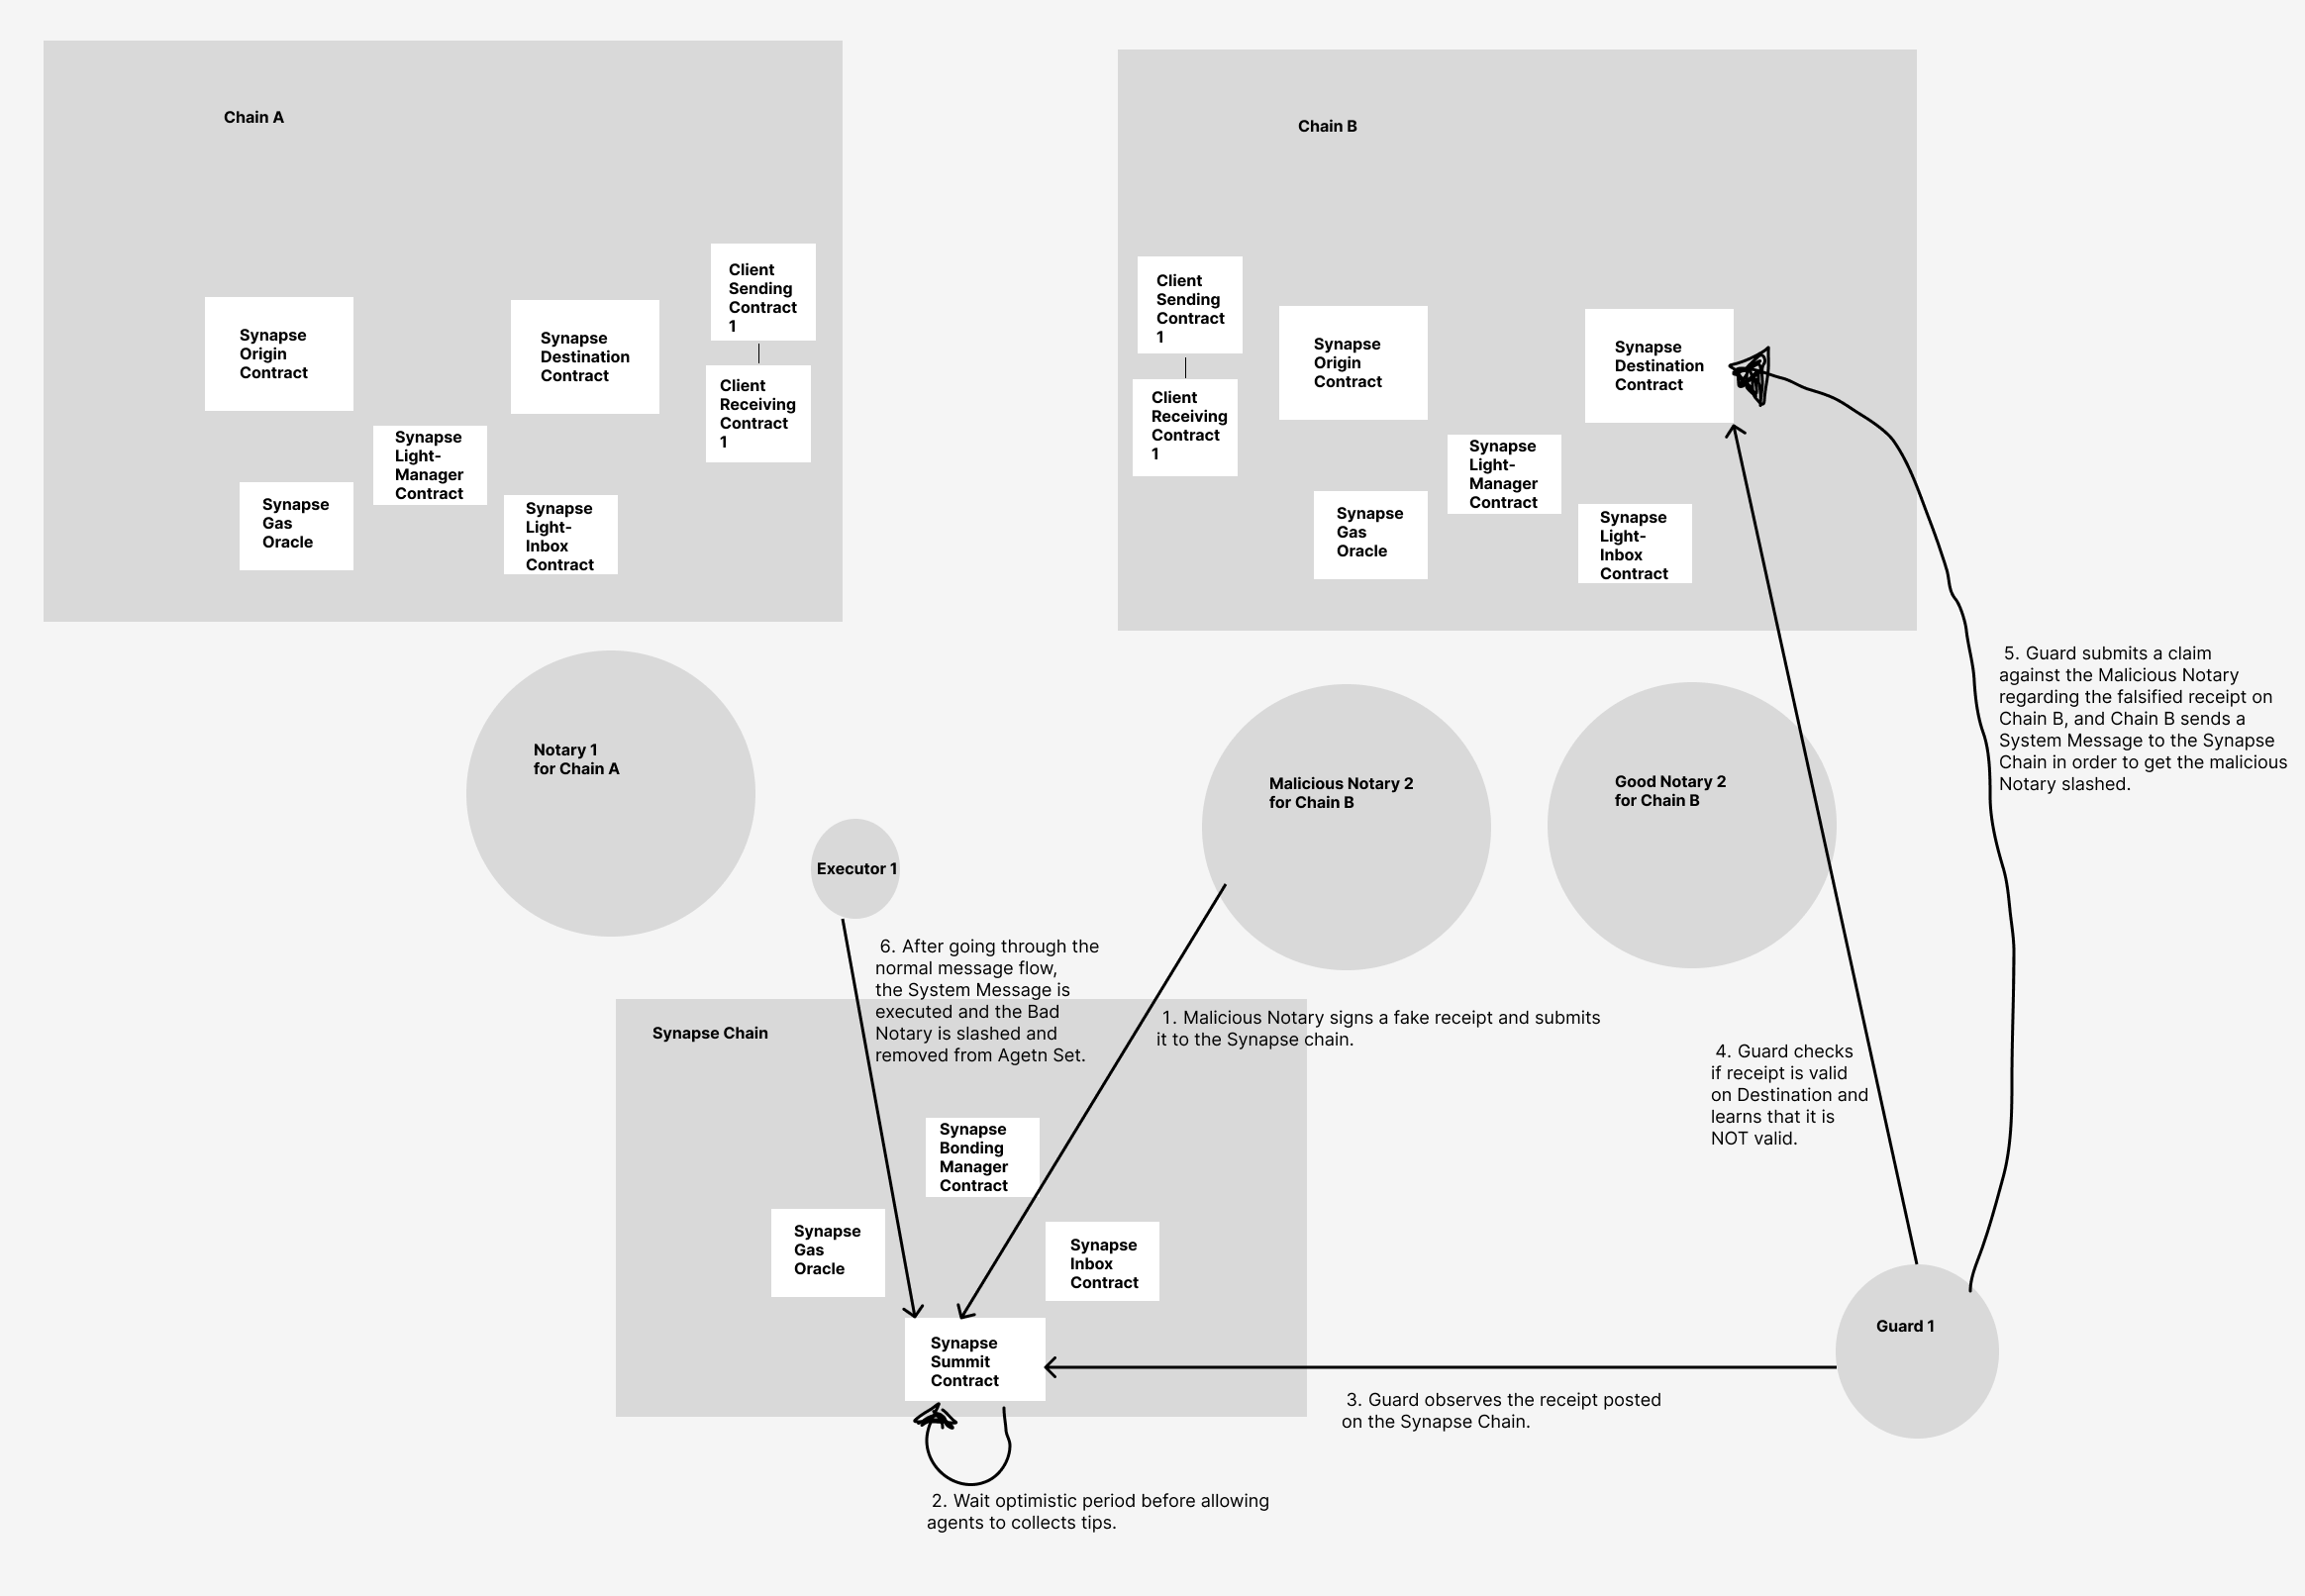 Chain A
Client
Sending
Contract
1
Synapse
Origin
Contract
Synapse
Destination
Contract
Client
Receiving
Contract
1
Synapse
Light-
Manager
Contract
Synapse
Gas
Oracle
Synapse
Light-
Inbox
Contract
Chain B
Client
Sending
Contract
1
Synapse
Origin
Contract
Synapse
Destination
Contract
Client
Receiving
Contract
1
Synapse
Light-
Manager
Contract
Synapse
Gas
Oracle
Synapse
Light-
Inbox
Contract
5. Guard submits a claim
against the Malicious Notary
regarding the falsified receipt on
Chain B, and Chain B sends a
System Message to the Synapse
Chain in order to get the malicious
Notary slashed.
Notary 1
for Chain A
Malicious Notary 2
for Chain B
Good Notary 2
for Chain B
Executor 1
6. After going through the
normal message flow,
the System Message is
executed and the Bad
Notary is slashed and
removed from Agetn Set.
1. Malicious Notary signs a fake receipt and submits
it to the Synapse chain.
4. Guard checks
if receipt is valid
on Destination and
learns that it is
NOT valid.
Synapse Chain
Synapse
Bonding
Manager
Contract
Synapse
Gas
Oracle
Synapse
Inbox
Contract
Synapse
Summit
Contract
Guard 1
3. Guard observes the receipt posted
on the Synapse Chain.
2. Wait optimistic period before allowing
agents to collects tips.